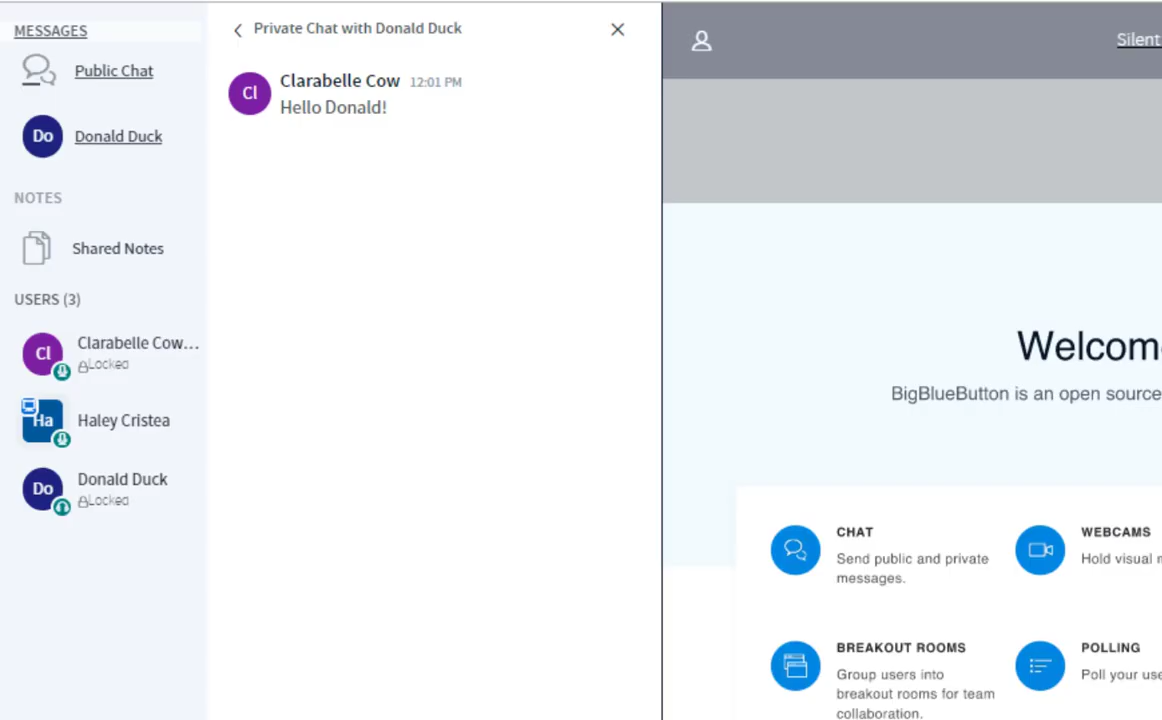 MESSAGES
Public Chat
Do Donald Duck
NOTES
Shared Notes
USERS (3)
Cl Clarabelle Cow...
Locked
Ha Haley Cristea
Do Donald Duck
Locked
Private Chat with Donald Duck
Cl Clarabelle Cow 12:01 PM
Hello Donald!
Silent
Welcom
BigBlueButton is an open source
CHAT
Send public and private
messages.
WEBCAMS
Hold visual
BREAKOUT ROOMS
Group users into
breakout rooms for team
collaboration.
POLLING
Poll your use